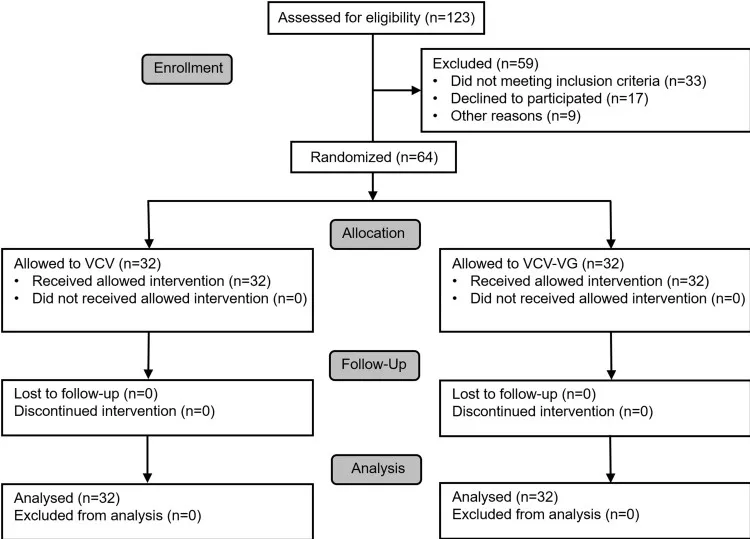 Assessed for eligibility (n=123)
Enrollment
Excluded (n=59)
• Did not meeting inclusion criteria (n=33)
• Declined to participated (n=17)
• Other reasons (n=9)
Randomized (n=64)
Allocation
Allowed to VCV (n=32)
• Received allowed intervention (n=32)
• Did not received allowed intervention (n=0)
Allowed to VCV-VG (n=32)
• Received allowed intervention (n=32)
• Did not received allowed intervention (n=0)
Follow-Up
Lost to follow-up (n=0)
Discontinued intervention (n=0)
Lost to follow-up (n=0)
Discontinued intervention (n=0)
Analysis
Analysed (n=32)
Excluded from analysis (n=0)
Analysed (n=32)
Excluded from analysis (n=0)